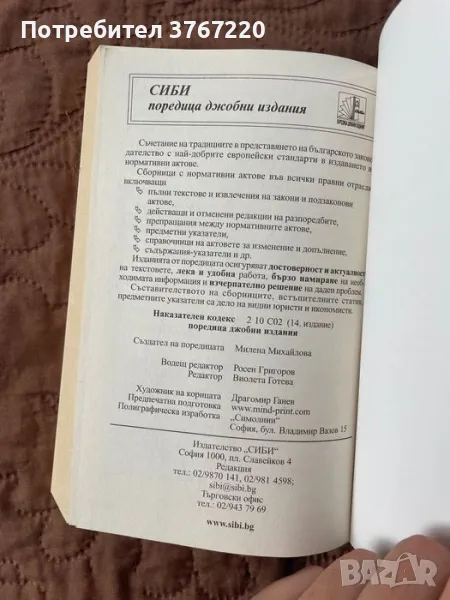 Потребител 3767220
СИБИ
поредица джобни издания
Съчетание на традициите в представянето на българското законо-
дателство с най-добрите европейски стандарти в издаването н
нормативни актове.
Сборници с нормативни актове във всички правни отрасли
включващи
пълни текстове и извлечения на закони и подзаконови
актове,
действащи и отменени редакции на разпоредбите,
препращания между нормативните актове,
предметни указатели,
справочници на актовете за изменение и допълнение,
съдържания-указатели и др.
Изданията от поредицата осигуряват достоверност и актуалност
на текстовете, лека и удобна работа, бързо намиране на необ-
ходимата информация и изчерпателно решение на даден проблем.
Съставителството на сборниците, встъпителните статии,
предметните указателя са дело на видни юристи и икономисти.
Наказателен кодекс 2 10 C02 (14, издание)
поредица джобни издания
Създател на поредицата Милена Михайлова
Водещ редактор Росен Григоров
Редактор Виолета Готева
Художник на корицата Драгомир Ганев
Предпечатна подготовка www.mind-print.com
Полиграфическа изработка „Симолини"
София, бул. Владимир Вазов 15
Издателство „СИБИ"
София 1000, пл. Славейков 4
Редакция
тел.: 02/9870 141, 02/981 4598;
sibi@sibi.bg
Търговски офис
тел.: 02/943 79 69
www.sibi.bg
BAZAR